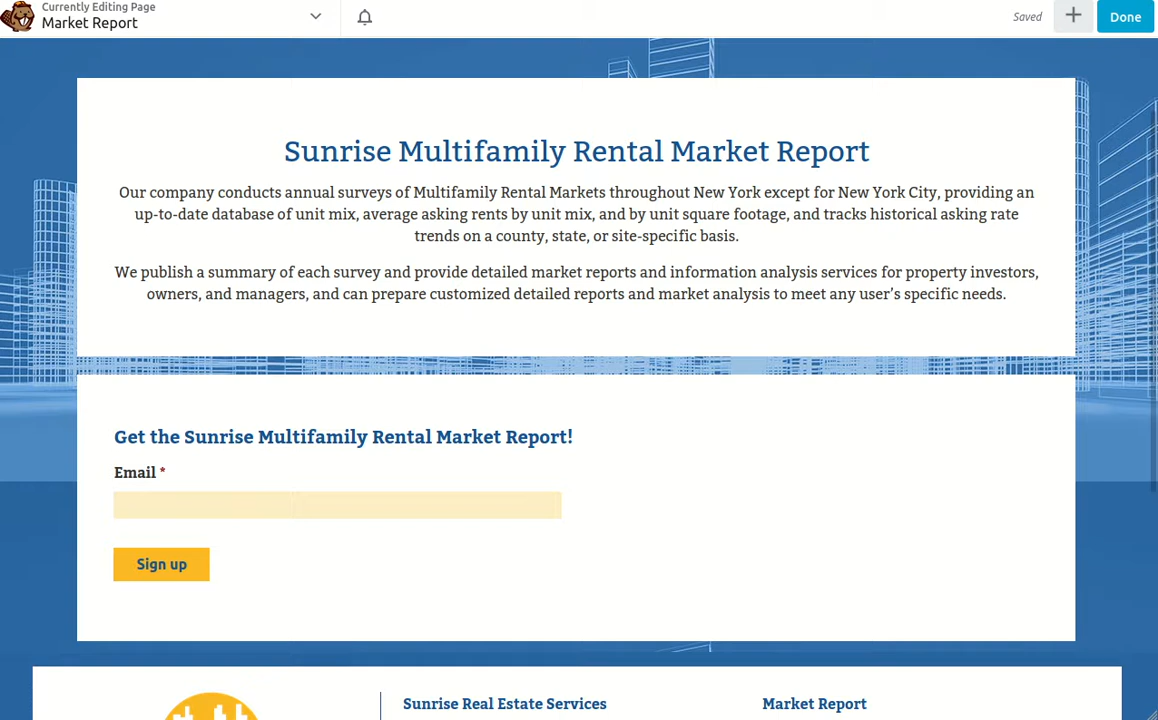 Currently Editing Page
Market Report
Saved
Done
Sunrise Multifamily Rental Market Report
Our company conducts annual surveys of Multifamily Rental Markets throughout New York except for New York City, providing an
up-to-date database of unit mix, average asking rents by unit mix, and by unit square footage, and tracks historical asking rate
trends on a county, state, or site-specific basis.
We publish a summary of each survey and provide detailed market reports and information analysis services for property investors,
owners, and managers, and can prepare customized detailed reports and market analysis to meet any user’s specific needs.
Get the Sunrise Multifamily Rental Market Report!
Email *
Sign up
Sunrise Real Estate Services
Market Report